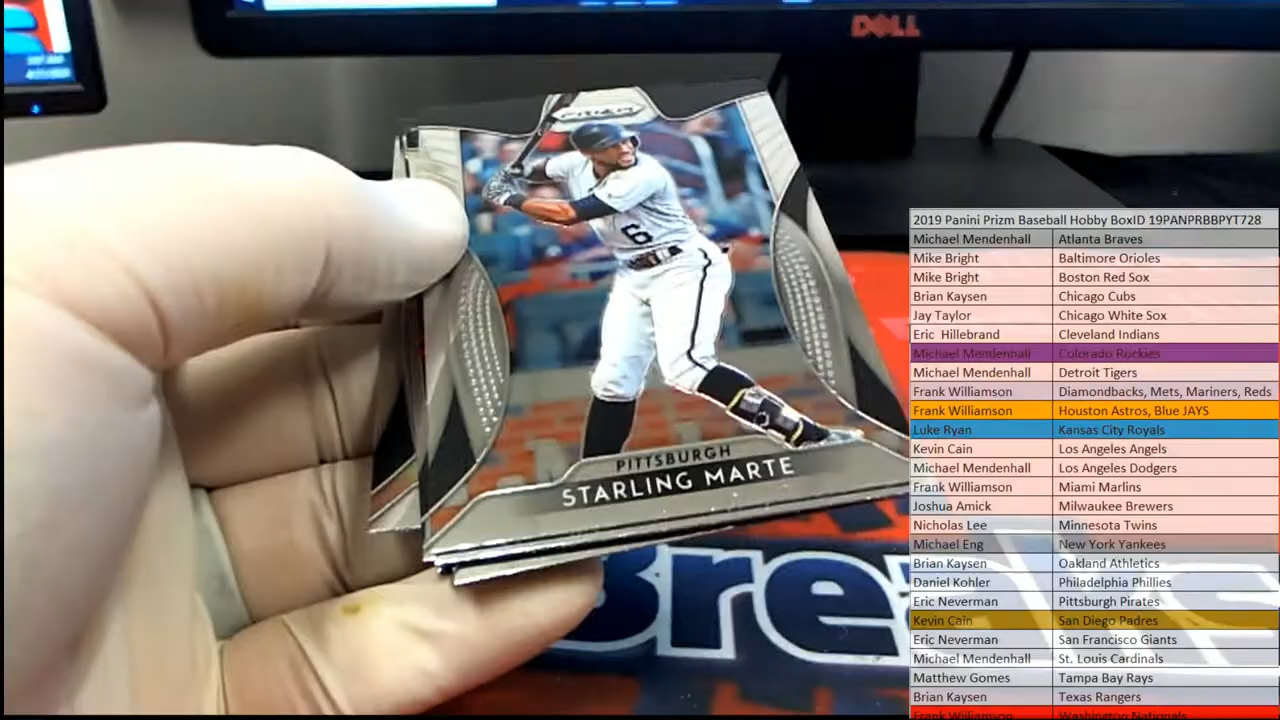 DELL
PRIZM
6
PITTSBURGH
STARLING MARTE
Brea
2019 Panini Prizm Baseball Hobby BoxID 19PANPRBBPYT728
Michael Mendenhall Atlanta Braves
Mike Bright Baltimore Orioles
Mike Bright Boston Red Sox
Brian Kaysen Chicago Cubs
Jay Taylor Chicago White Sox
Eric Hillebrand Cleveland Indians
Michael Mendenhall Colorado Rockies
Michael Mendenhall Detroit Tigers
Frank Williamson Diamondbacks, Mets, Mariners, Reds
Frank Williamson Houston Astros, Blue JAYS
Luke Ryan Kansas City Royals
Kevin Cain Los Angeles Angels
Michael Mendenhall Los Angeles Dodgers
Frank Williamson Miami Marlins
Joshua Amick Milwaukee Brewers
Nicholas Lee Minnesota Twins
Michael Eng New York Yankees
Brian Kaysen Oakland Athletics
Daniel Kohler Philadelphia Phillies
Eric Neverman Pittsburgh Pirates
Kevin Cain San Diego Padres
Eric Neverman San Francisco Giants
Michael Mendenhall St. Louis Cardinals
Matthew Gomes Tampa Bay Rays
Brian Kaysen Texas Rangers
Frank Williamson Washington Nationals